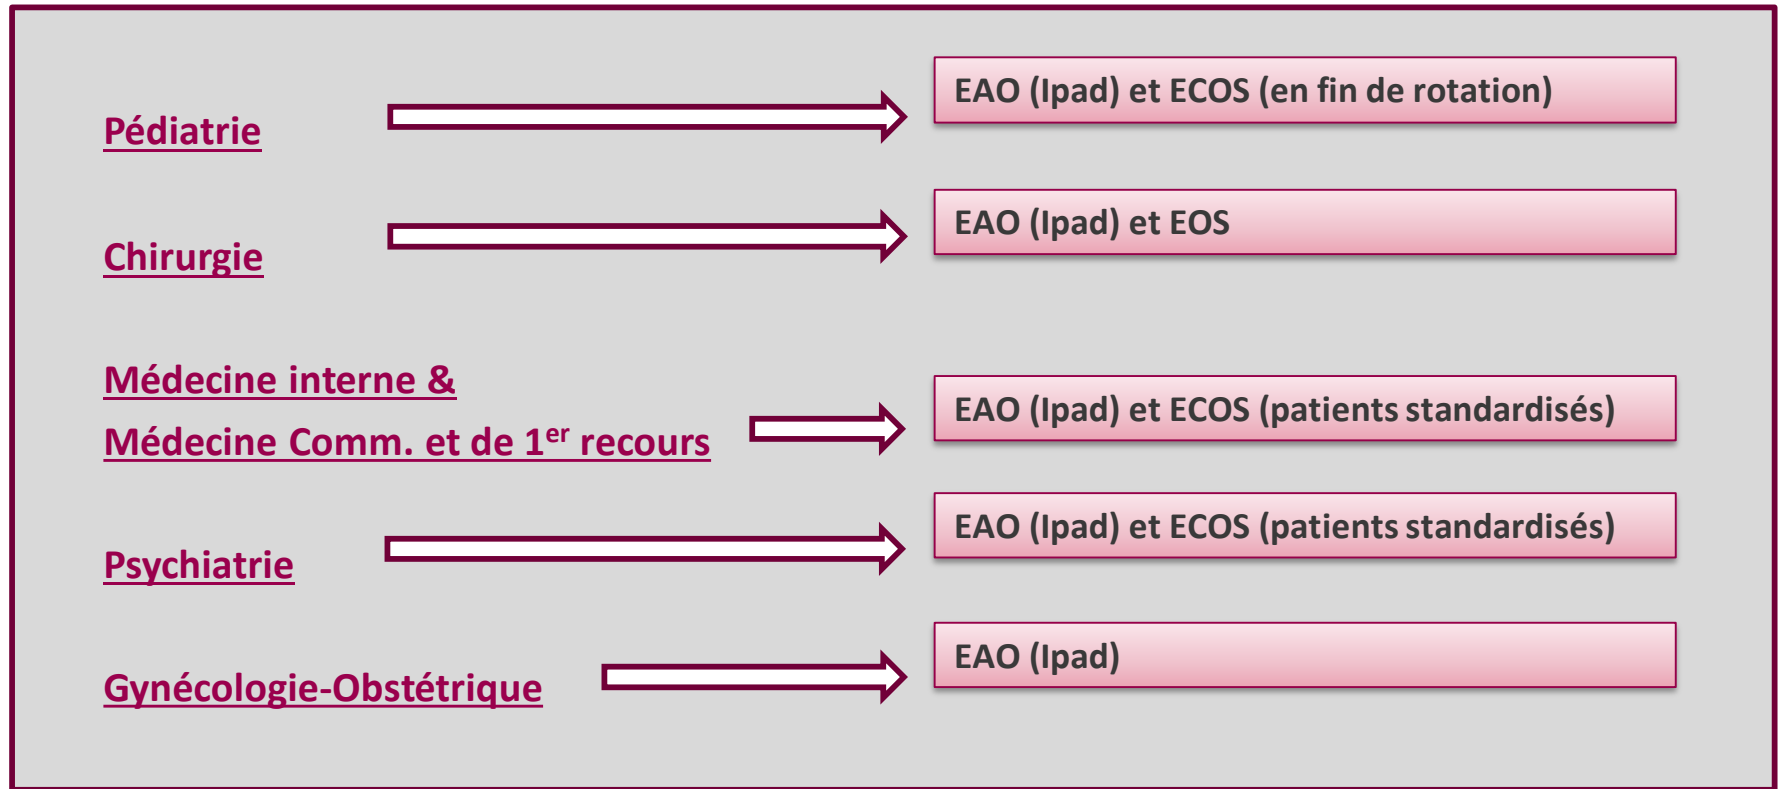 Pédiatrie
EAO (Ipad) et ECOS (en fin de rotation)
Chirurgie
EAO (Ipad) et EOS
Médecine interne &
Médecine Comm. et de 1er recours
EAO (Ipad) et ECOS (patients standardisés)
Psychiatrie
EAO (Ipad) et ECOS (patients standardisés)
Gynécologie-Obstétrique
EAO (Ipad)